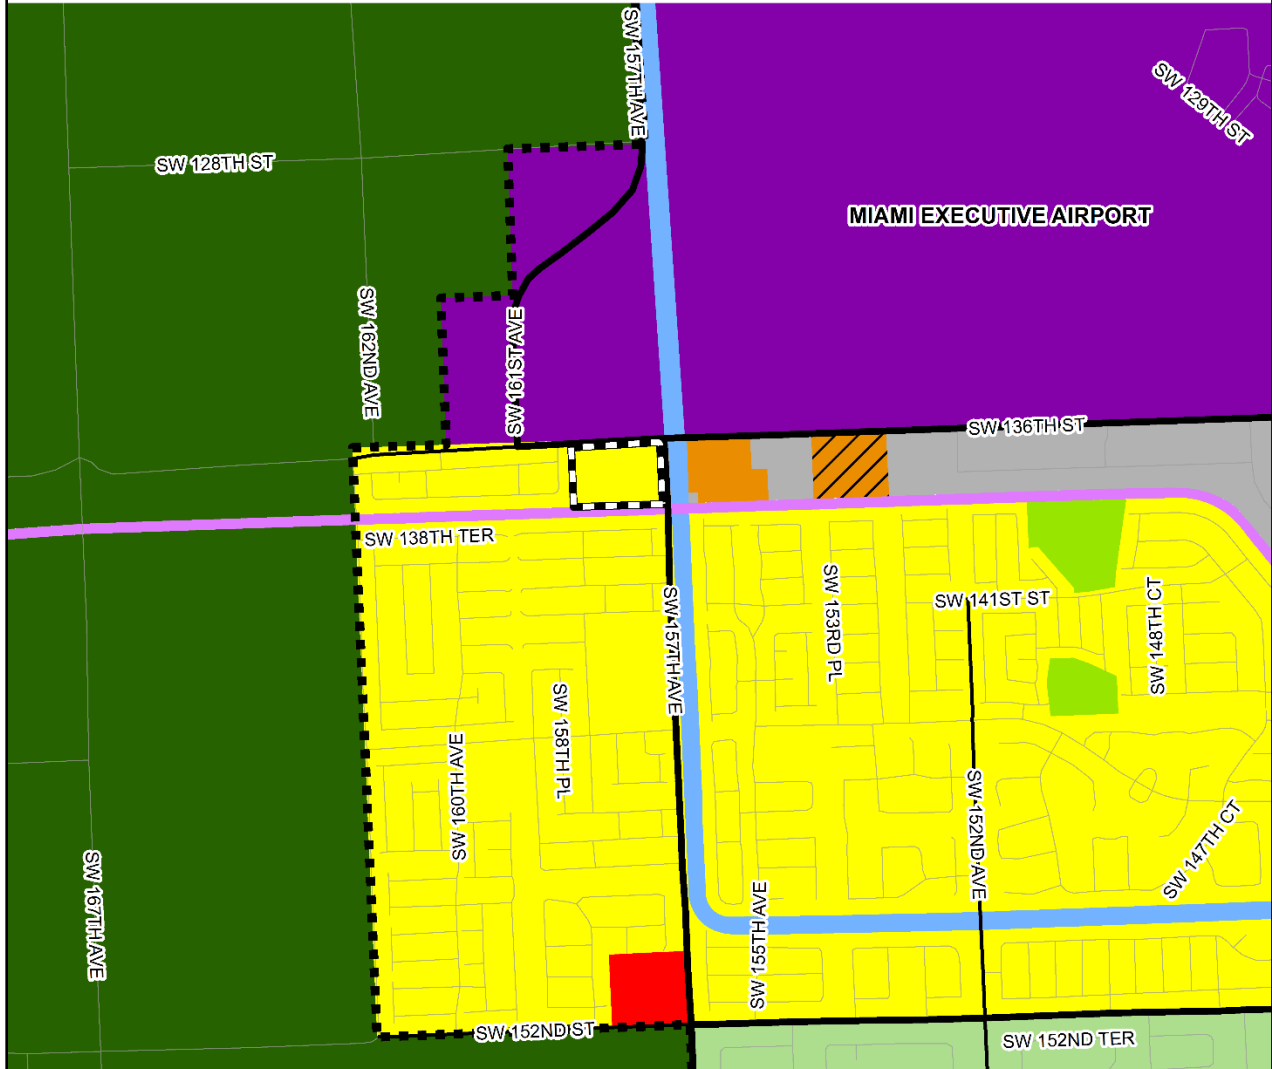 SW 157TH AVE
SW 129TH ST
SW 128TH ST
MIAMI EXECUTIVE AIRPORT
SW 162ND AVE
SW 161ST AVE
SW 136TH ST
SW 138TH TER
SW 153RD PL
SW 141ST ST
SW 148TH CT
SW 157TH AVE
SW 158TH PL
SW 160TH AVE
SW 152ND AVE
SW 147TH CT
SW 167TH AVE
SW 155TH AVE
SW 152ND ST
SW 152ND TER